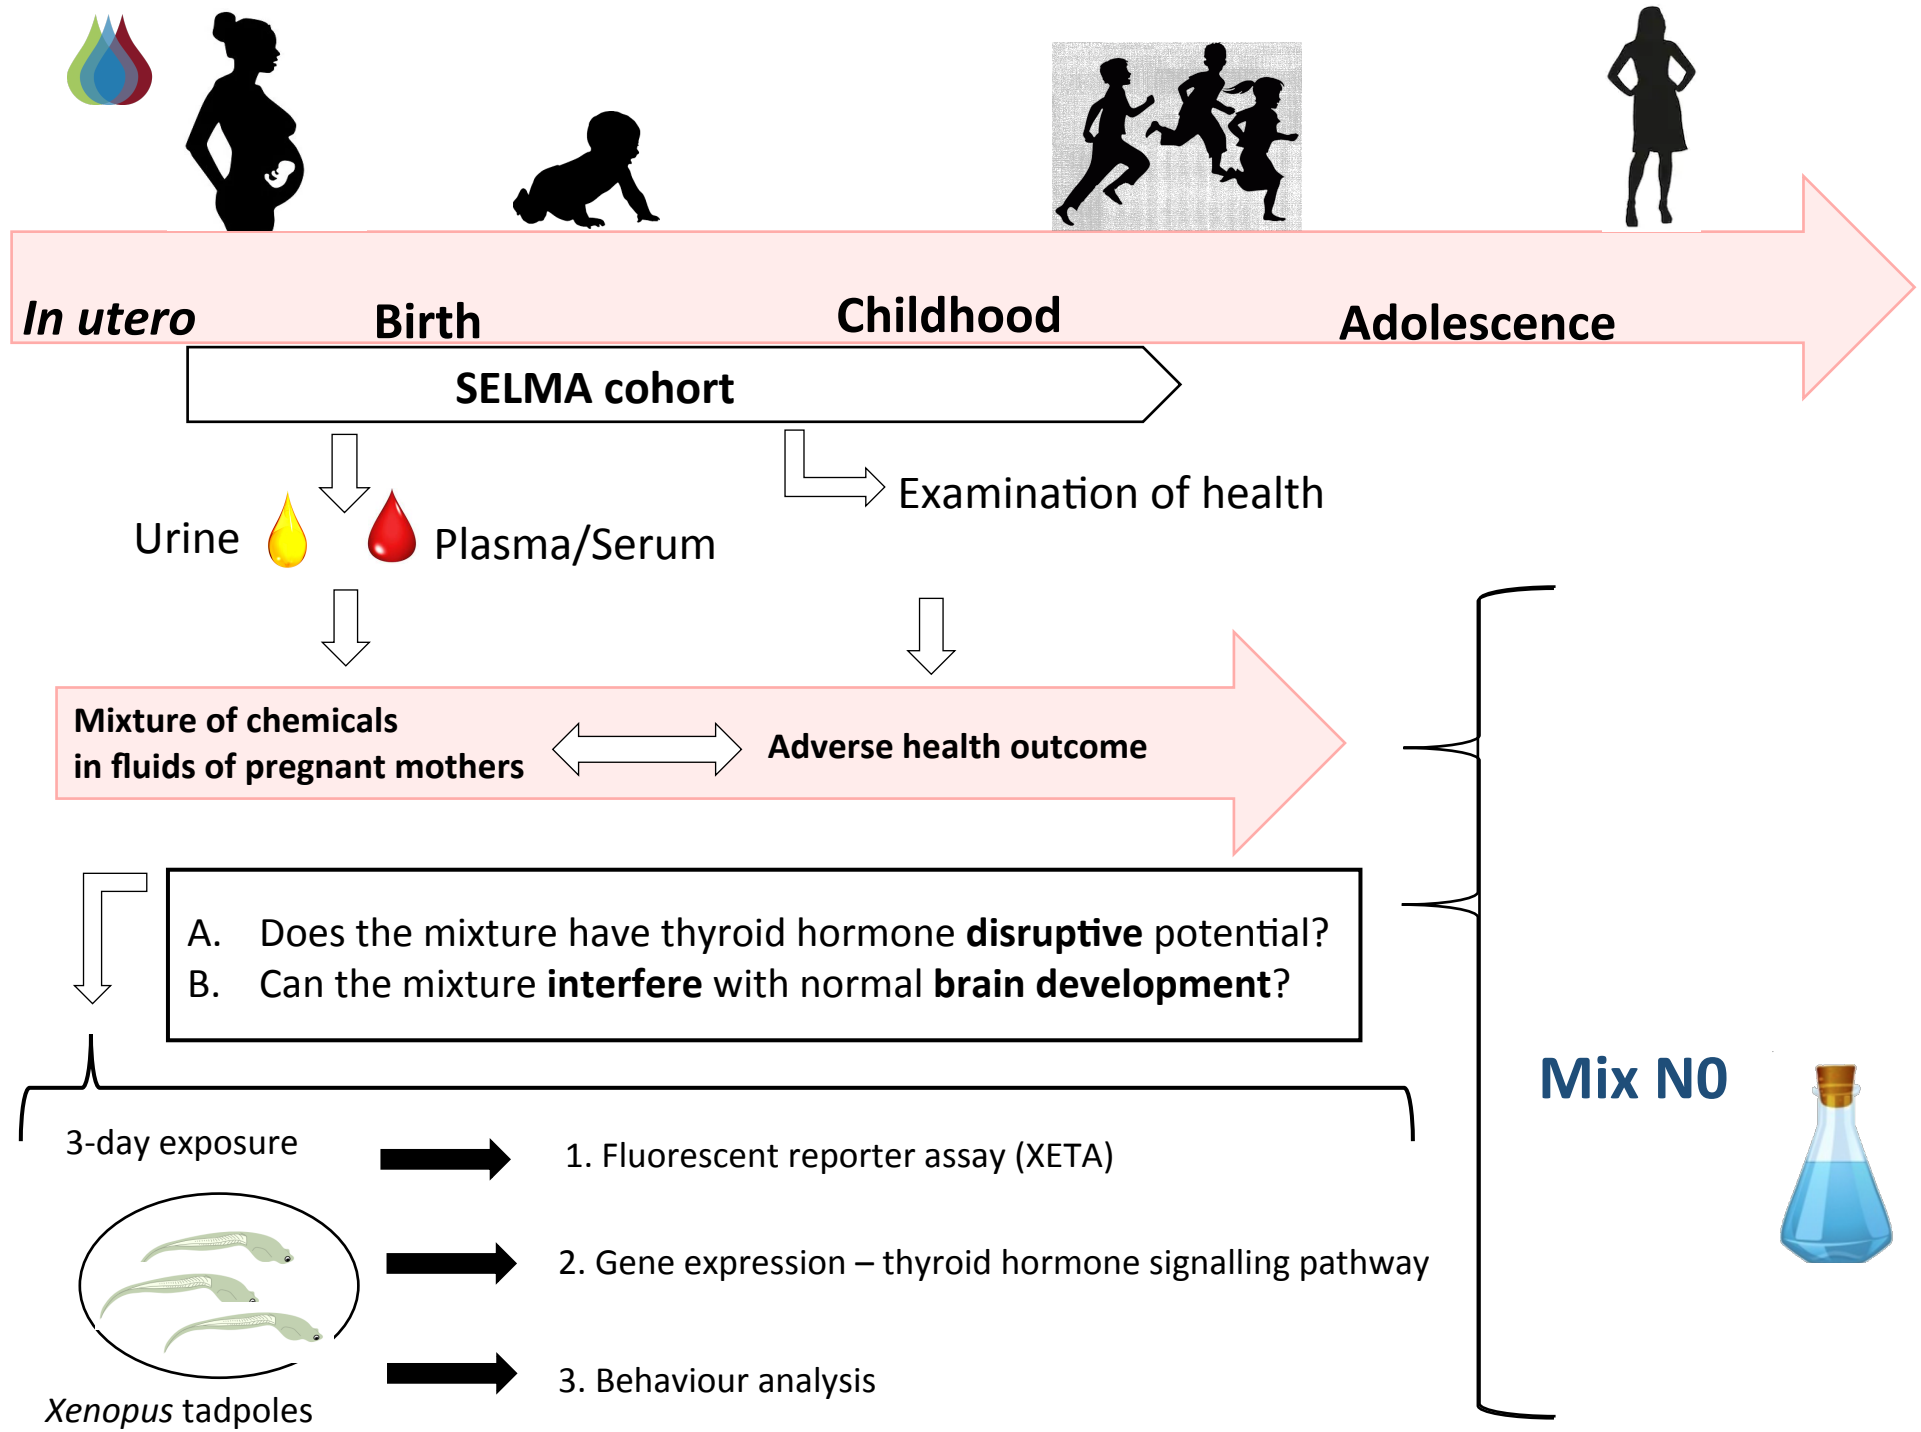 In utero
Birth
Childhood
Adolescence
SELMA cohort
Examination of health
Urine
Plasma/Serum
Mixture of chemicals
in fluids of pregnant mothers
Adverse health outcome
A. Does the mixture have thyroid hormone disruptive potential?
B. Can the mixture interfere with normal brain development?
Mix N0
3-day exposure
1. Fluorescent reporter assay (XETA)
2. Gene expression – thyroid hormone signalling pathway
3. Behaviour analysis
Xenopus tadpoles